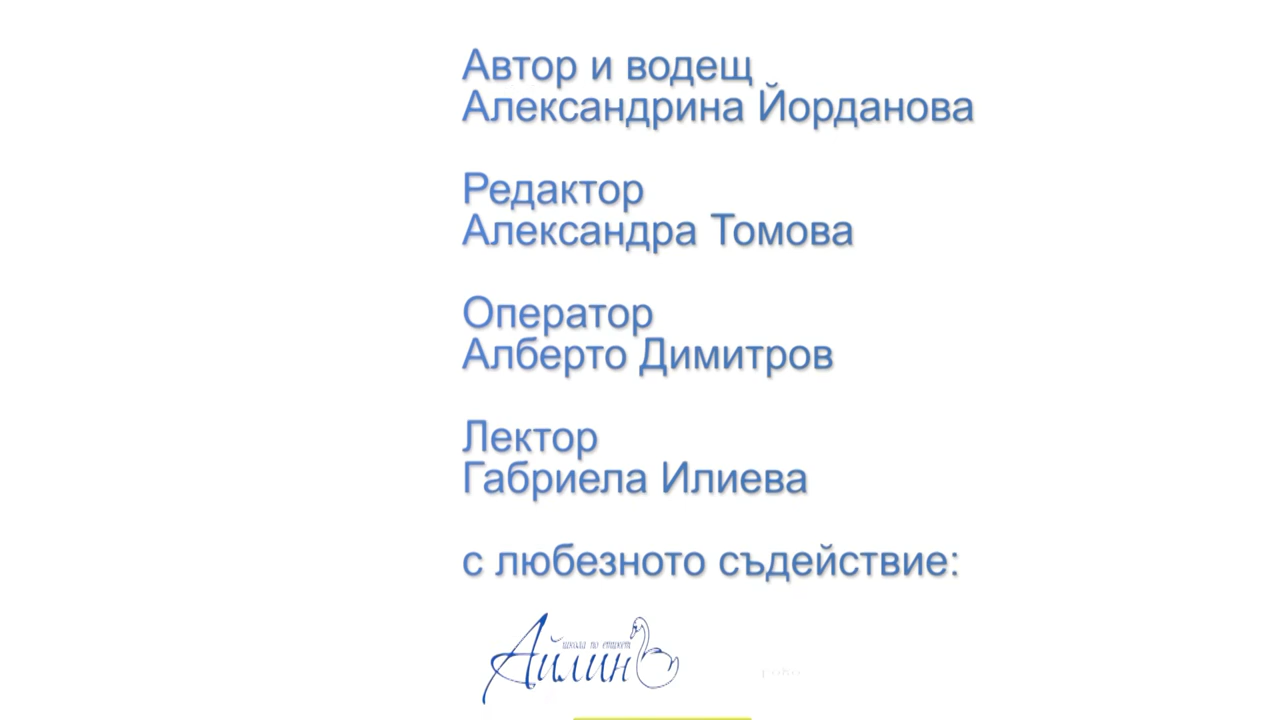 Автор и водещ
Александрина Йорданова
Редактор
Александра Томова
Оператор
Алберто Димитров
Лектор
Габриела Илиева
с любезното съдействие:
школа по етикет
Айлин